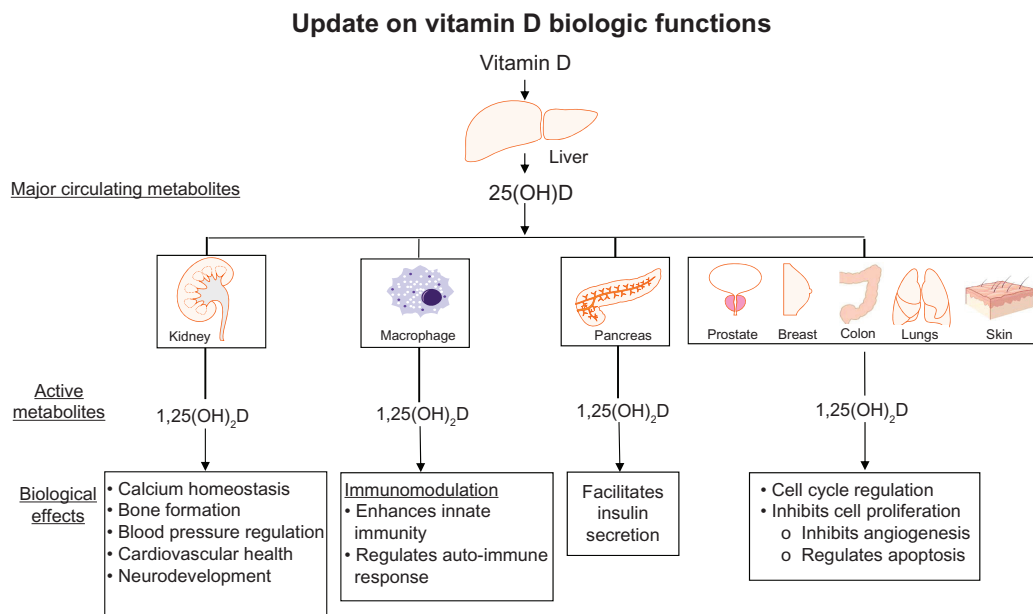 Update on vitamin D biologic functions
Vitamin D
Liver
Major circulating metabolites
25(OH)D
Kidney
Macrophage
Pancreas
Prostate
Breast
Colon
Lungs
Skin
Active
metabolites
1,25(OH)₂D
1,25(OH)₂D
1,25(OH)₂D
1,25(OH)₂D
Biological
effects
• Calcium homeostasis
• Bone formation
• Blood pressure regulation
• Cardiovascular health
• Neurodevelopment
Immunomodulation
• Enhances innate
immunity
• Regulates auto-immune
response
Facilitates
insulin
secretion
• Cell cycle regulation
• Inhibits cell proliferation
o Inhibits angiogenesis
o Regulates apoptosis